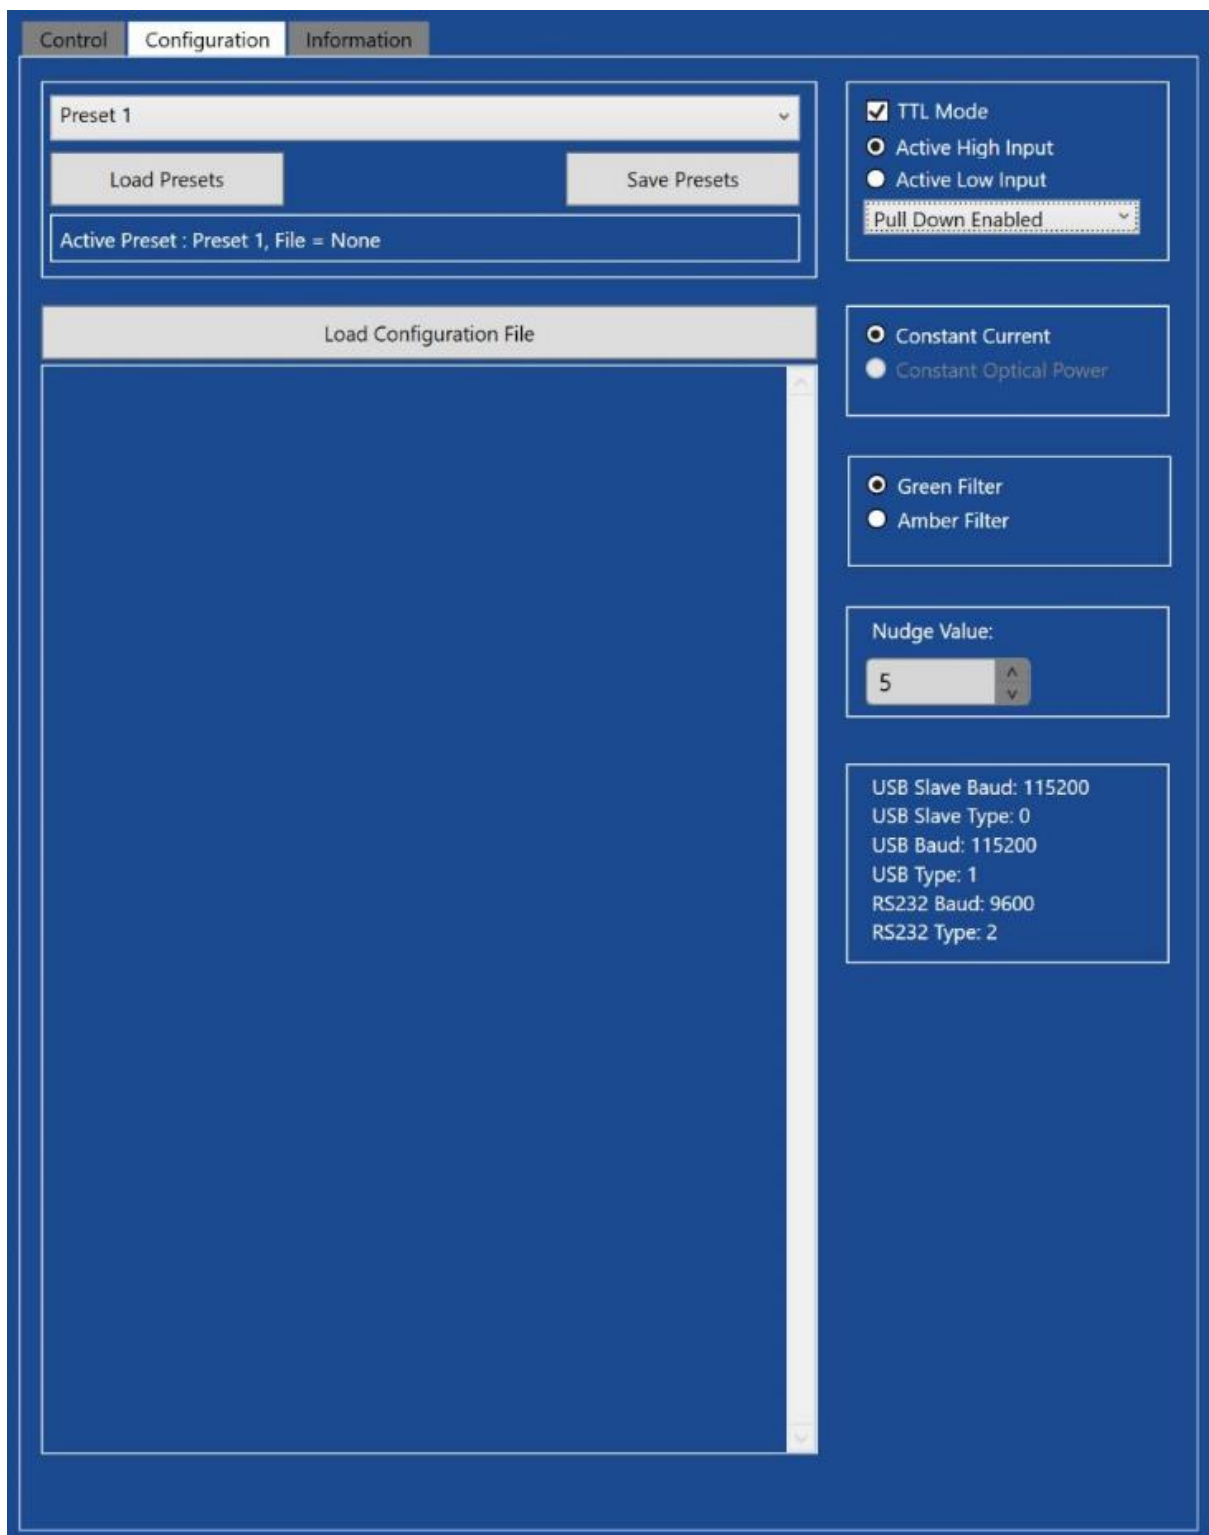 Control Configuration Information
Preset 1
Load Presets Save Presets
Active Preset : Preset 1, File = None
Load Configuration File
TTL Mode
Active High Input
Active Low Input
Pull Down Enabled
Constant Current
Constant Optical Power
Green Filter
Amber Filter
Nudge Value:
5
USB Slave Baud: 115200
USB Slave Type: 0
USB Baud: 115200
USB Type: 1
RS232 Baud: 9600
RS232 Type: 2